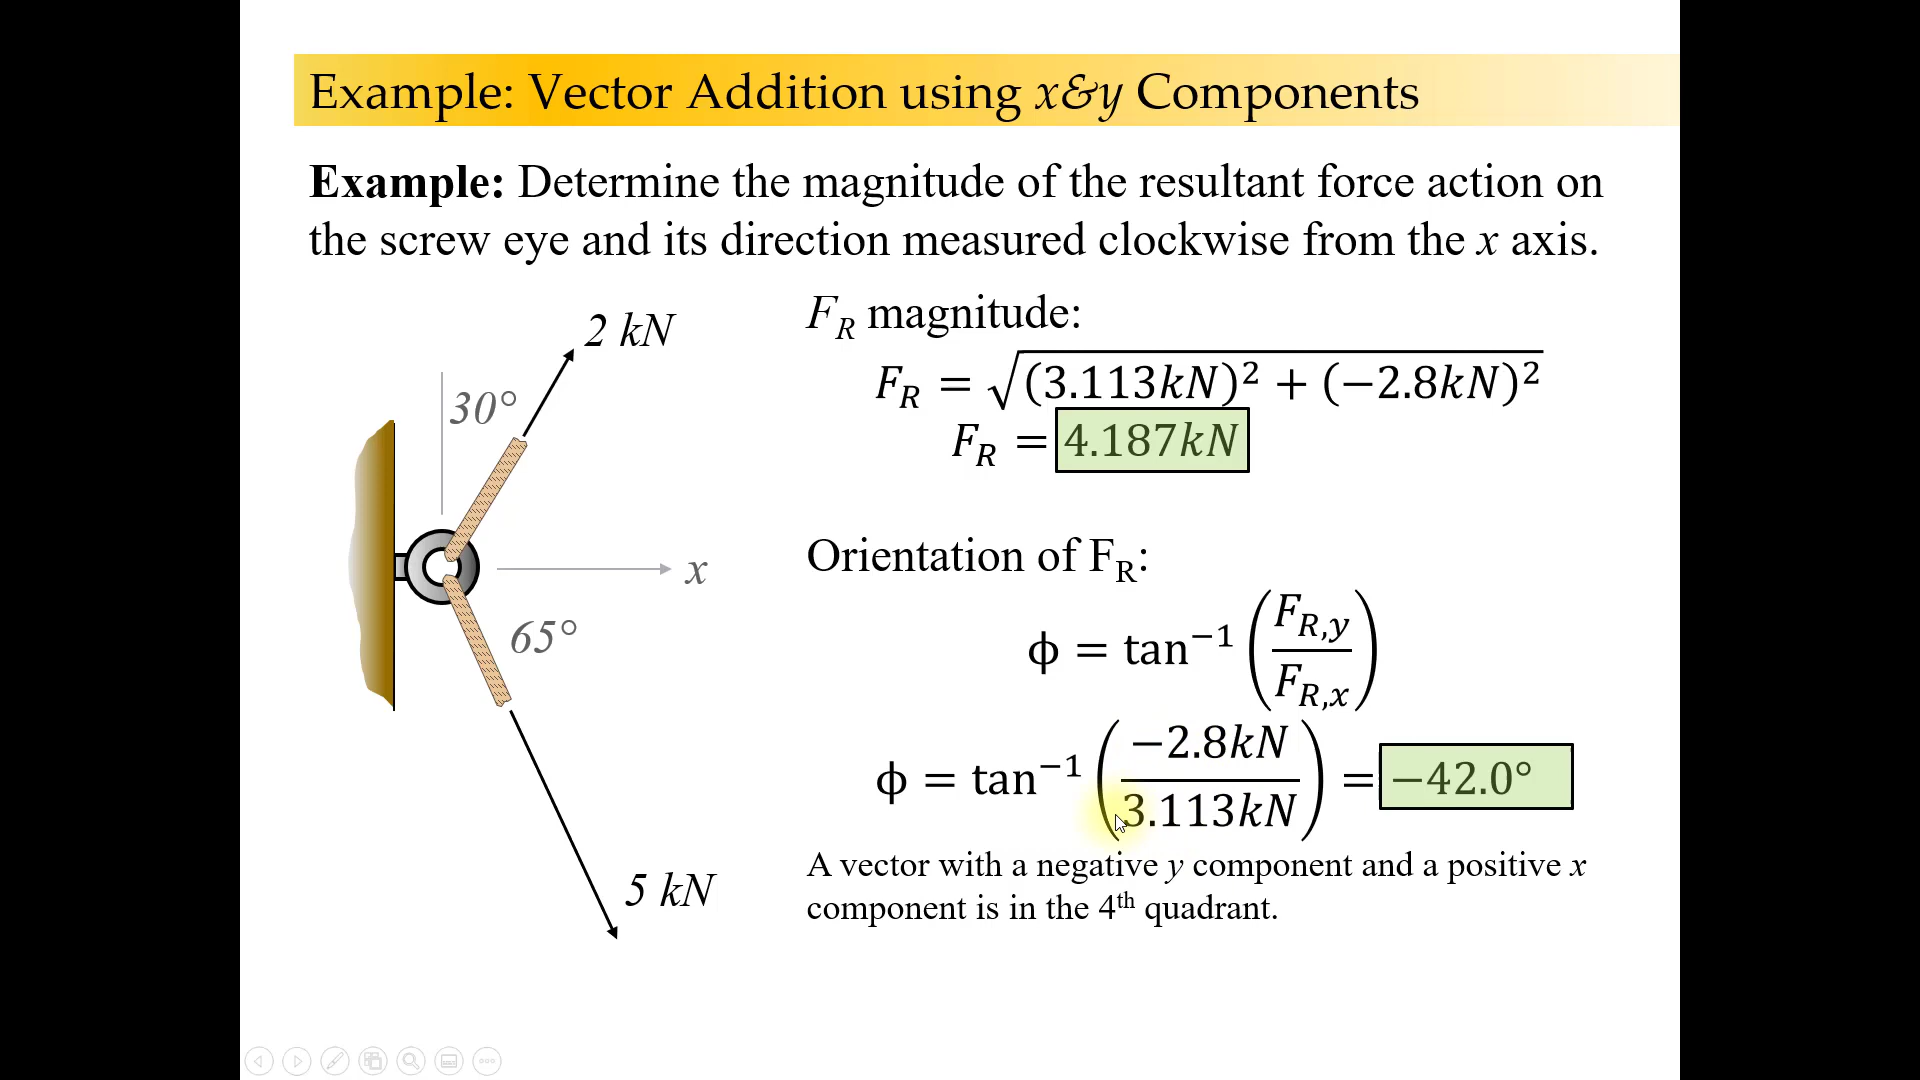 Example: Vector Addition using x&y Components
Example: Determine the magnitude of the resultant force action on
the screw eye and its direction measured clockwise from the x axis.
2 kN
30°
x
65°
5 kN
F_R magnitude:
F_R = √((3.113kN)² + (−2.8kN)²)
F_R = 4.187kN
Orientation of F_R:
ϕ = tan⁻¹ (F_{R,y} / F_{R,x})
ϕ = tan⁻¹ (−2.8kN / 3.113kN) = −42.0°
A vector with a negative y component and a positive x
component is in the 4th quadrant.